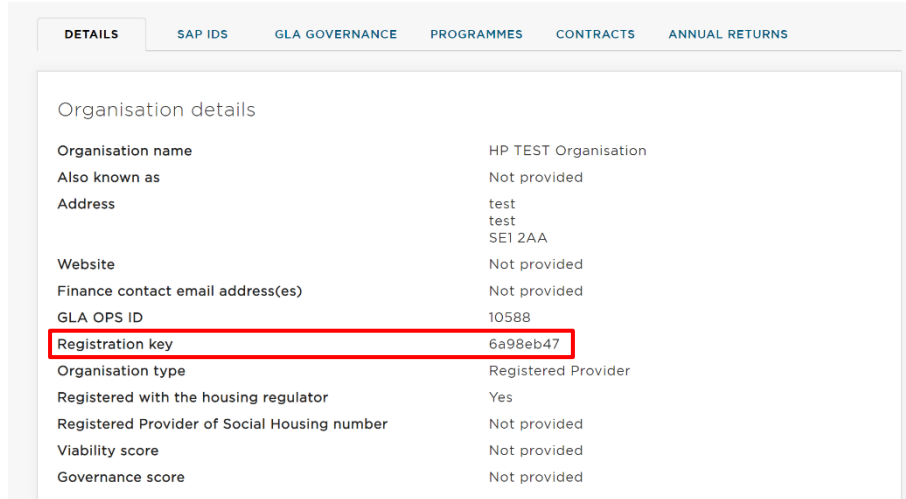 DETAILS SAP IDS GLA GOVERNANCE PROGRAMMES CONTRACTS ANNUAL RETURNS
Organisation details
Organisation name HP TEST Organisation
Also known as Not provided
Address test
test
SE1 2AA
Website Not provided
Finance contact email address(es) Not provided
GLA OPS ID 10588
Registration key 6a98eb47
Organisation type Registered Provider
Registered with the housing regulator Yes
Registered Provider of Social Housing number Not provided
Viability score Not provided
Governance score Not provided